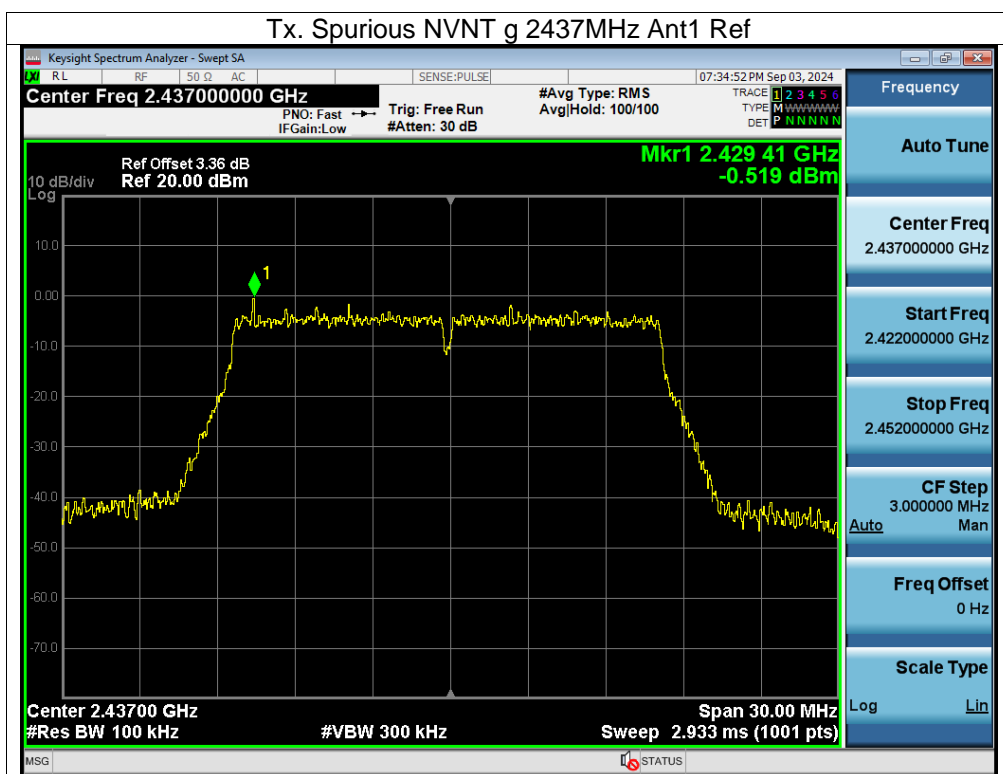 Tx. Spurious NVNT g 2437MHz Ant1 Ref
Keysight Spectrum Analyzer - Swept SA
LXI RL RF 50 Ω AC SENSE:PULSE 07:34:52 PM Sep 03, 2024
Center Freq 2.437000000 GHz
PNO: Fast
IFGain:Low
Trig: Free Run
#Atten: 30 dB
#Avg Type: RMS
Avg|Hold: 100/100
TRACE 1 2 3 4 5 6
TYPE M WWWWW
DET P N N N N N
Mkr1 2.429 41 GHz
-0.519 dBm
Ref Offset 3.36 dB
10 dB/div Ref 20.00 dBm
Log
10.0
1
0.00
-10.0
-20.0
-30.0
-40.0
-50.0
-60.0
-70.0
Center 2.43700 GHz Span 30.00 MHz
#Res BW 100 kHz #VBW 300 kHz Sweep 2.933 ms (1001 pts)
MSG STATUS
Frequency
Auto Tune
Center Freq
2.437000000 GHz
Start Freq
2.422000000 GHz
Stop Freq
2.452000000 GHz
CF Step
3.000000 MHz
Auto Man
Freq Offset
0 Hz
Scale Type
Log Lin